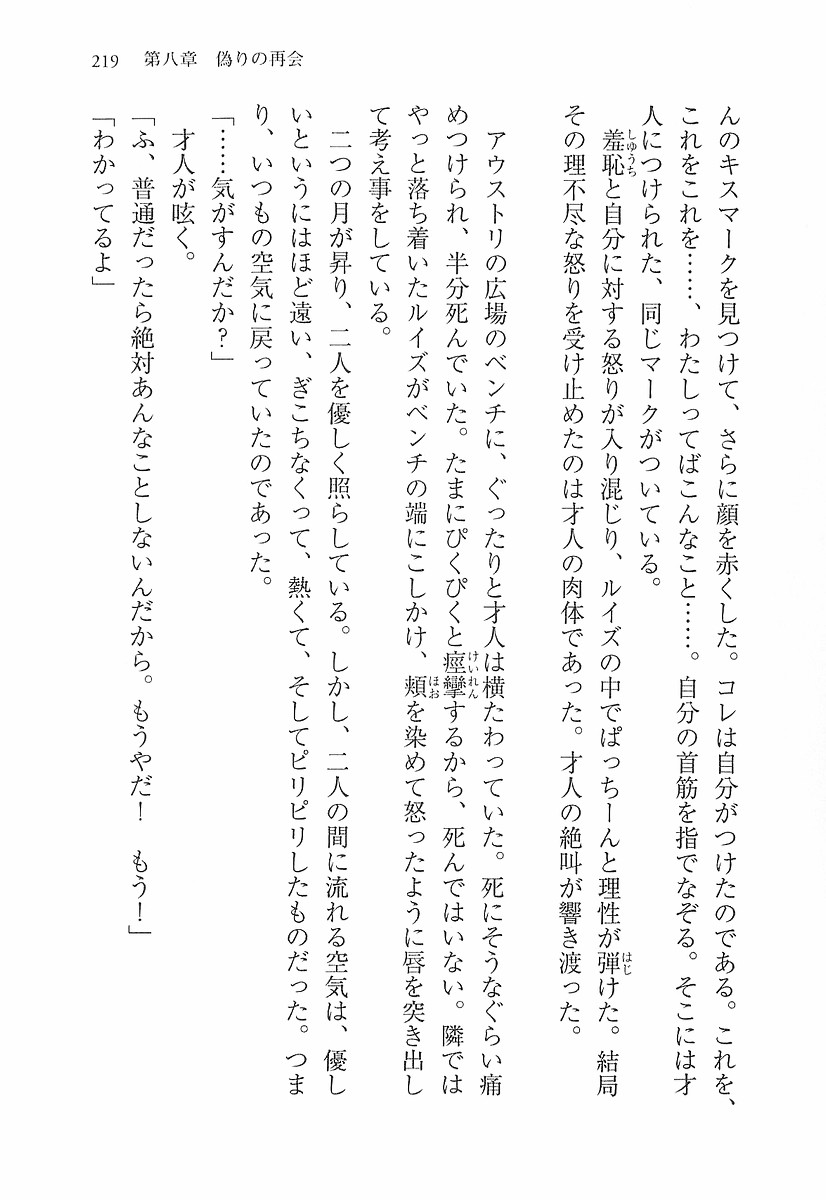 219　第八章　偽りの再会
んのキスマークを見つけて、さらに顔を赤くした。コレは自分がつけたのである。これを、
これをこれを……、わたしってばこんなこと……。自分の首筋を指でなぞる。そこには才
人につけられた、同じマークがついている。
　羞恥と自分に対する怒りが入り混じり、ルイズの中でぱっちーんと理性が弾けた。結局
その理不尽な怒りを受け止めたのは才人の肉体であった。才人の絶叫が響き渡った。
　アウストリの広場のベンチに、ぐったりと才人は横たわっていた。死にそうなぐらい痛
めつけられ、半分死んでいた。たまにぴくぴくと痙攣するから、死んではいない。隣では
やっと落ち着いたルイズがベンチの端にこしかけ、頬を染めて怒ったように唇を突き出し
て考え事をしている。
　二つの月が昇り、二人を優しく照らしている。しかし、二人の間に流れる空気は、優し
いというにはほど遠い、ぎこちなくって、熱くて、そしてピリピリしたものだった。つま
り、いつもの空気に戻っていたのであった。
「……気がすんだか？」
　才人が呟く。
「ふ、普通だったら絶対あんなことしないんだから。もうやだ！　もう！」
「わかってるよ」